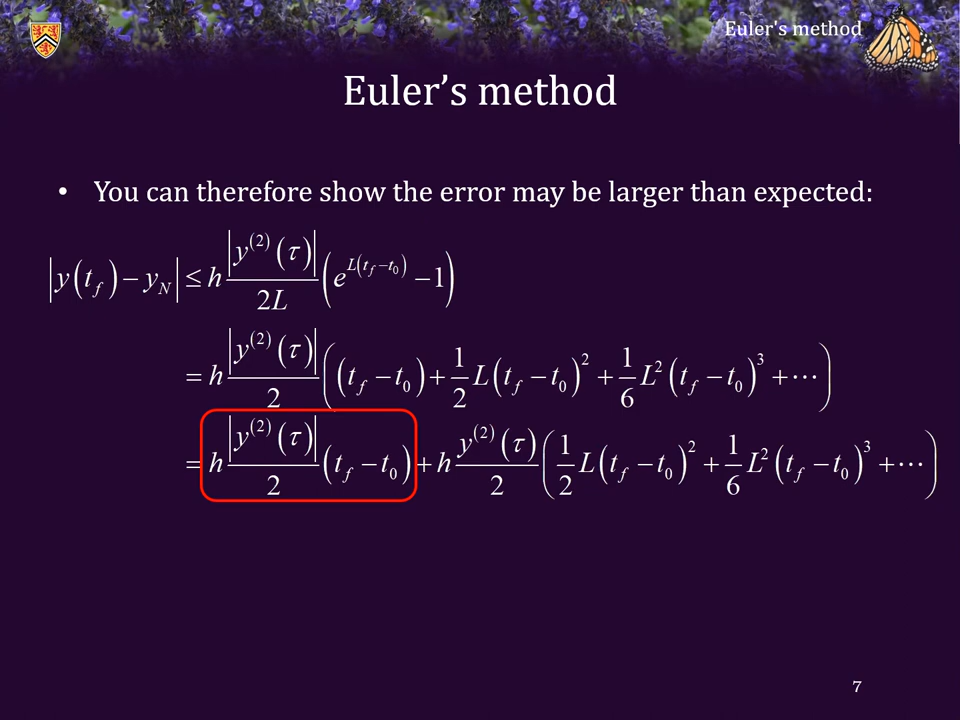 Euler's method
Euler’s method
• You can therefore show the error may be larger than expected:
|y(t_f) − y_N| ≤ h |y^(2)(τ)| / 2L (e^{L(t_f − t_0)} − 1)
= h |y^(2)(τ)| / 2 ((t_f − t_0) + 1/2 L(t_f − t_0)^2 + 1/6 L^2(t_f − t_0)^3 + ⋯)
= h |y^(2)(τ)| / 2 (t_f − t_0) + h y^(2)(τ) / 2 (1/2 L(t_f − t_0)^2 + 1/6 L^2(t_f − t_0)^3 + ⋯)
7